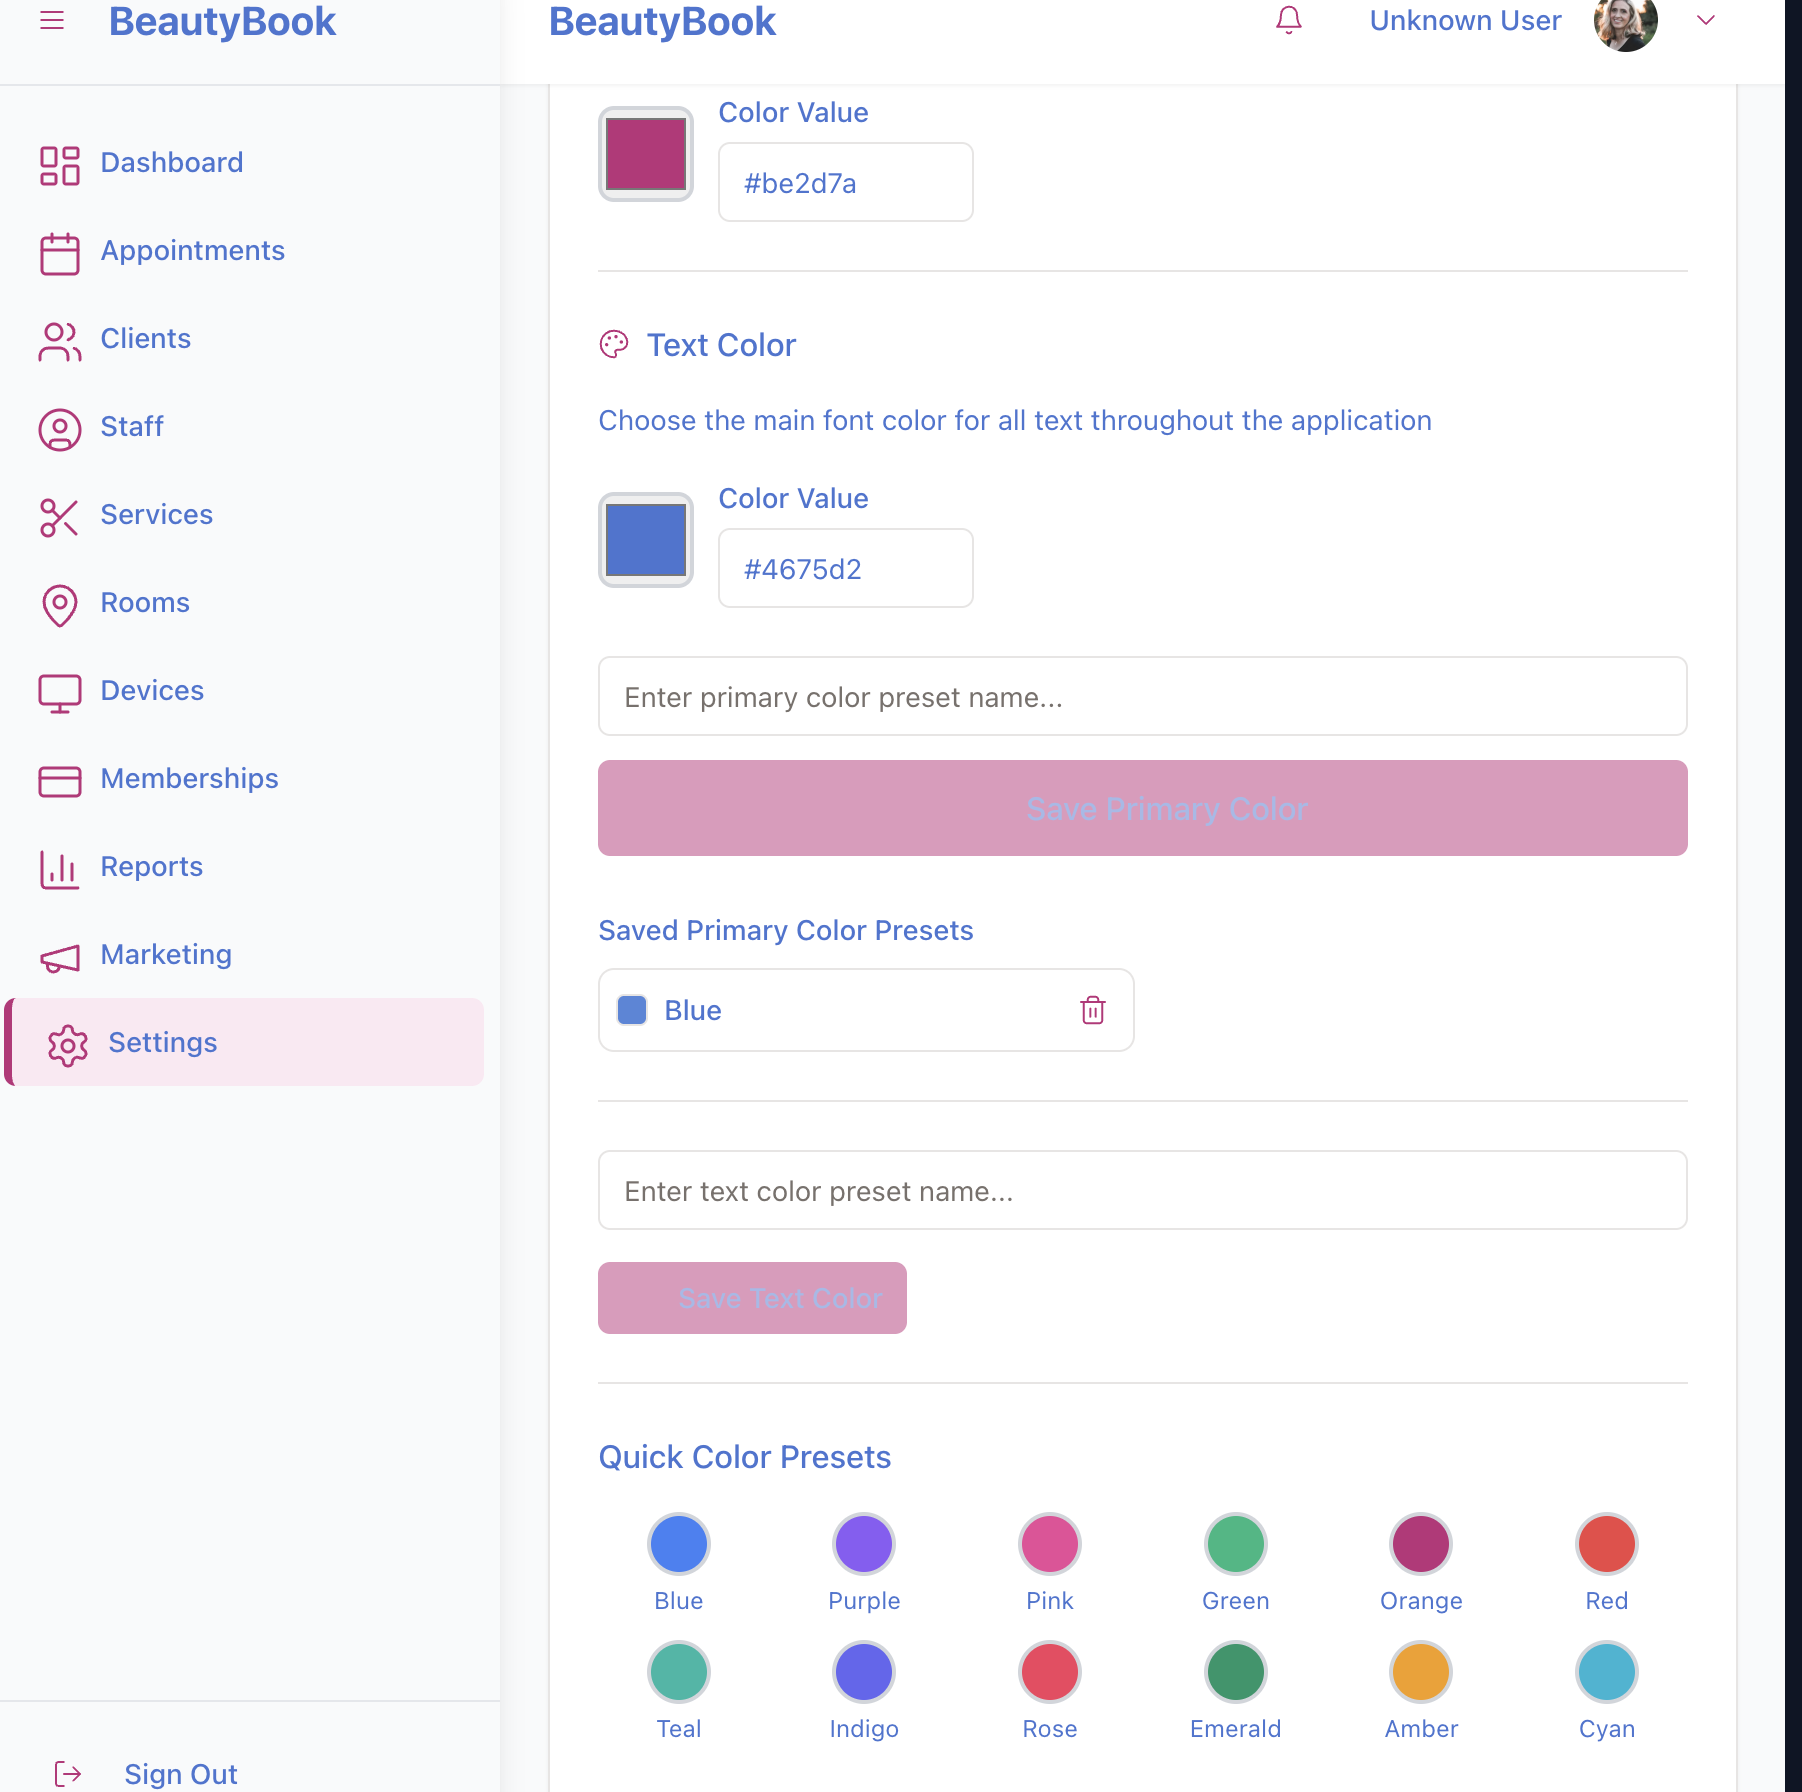 BeautyBook
Dashboard
Appointments
Clients
Staff
Services
Rooms
Devices
Memberships
Reports
Marketing
Settings
Sign Out
BeautyBook
Unknown User
Color Value
#be2d7a
Text Color
Choose the main font color for all text throughout the application
Color Value
#4675d2
Enter primary color preset name...
Save Primary Color
Saved Primary Color Presets
Blue
Enter text color preset name...
Save Text Color
Quick Color Presets
Blue Purple Pink Green Orange Red
Teal Indigo Rose Emerald Amber Cyan